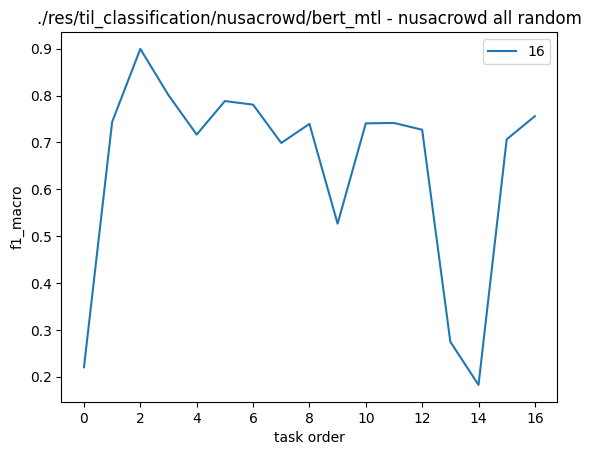 ./res/til_classification/nusacrowd/bert_mtl - nusacrowd all random
16
0.9
0.8
0.7
0.6
0.5
0.4
0.3
0.2
f1_macro
0 2 4 6 8 10 12 14 16
task order